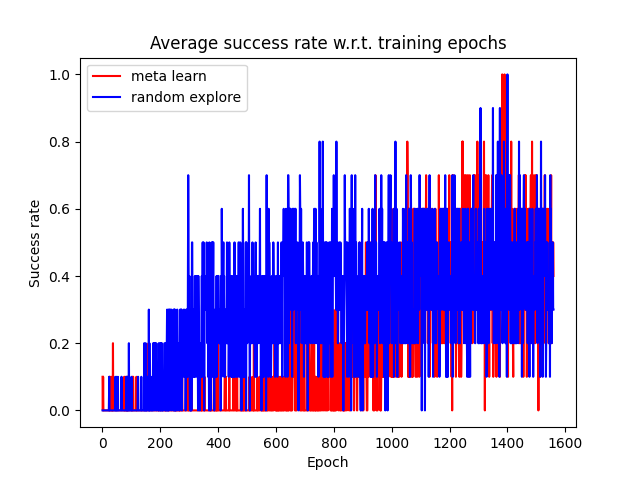 Average success rate w.r.t. training epochs
meta learn
random explore
Success rate
1.0
0.8
0.6
0.4
0.2
0.0
0 200 400 600 800 1000 1200 1400 1600
Epoch